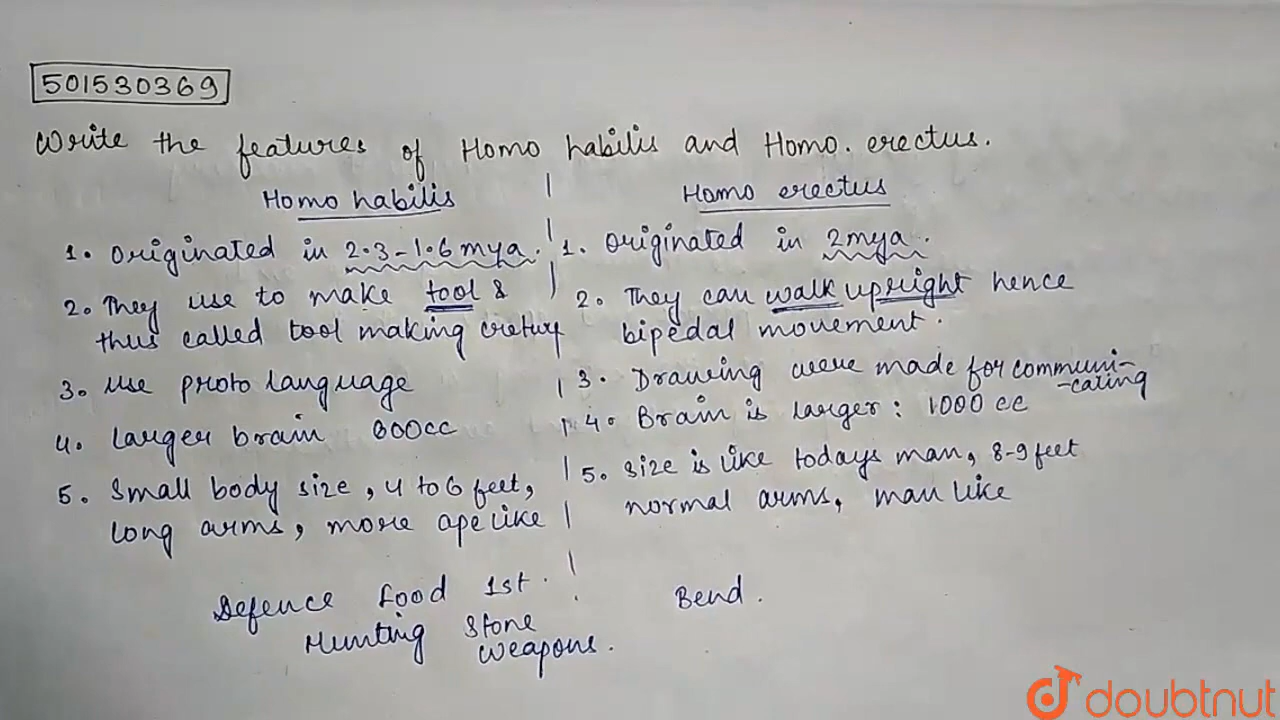 501530369
Write the features of Homo habilis and Homo. erectus.
Homo habilis
1. Originated in 2.3-1.6 mya.
2. They use to make tool &
thus called tool making creture
3. Use proto language
4. Larger brain 800cc
5. Small body size, 4 to 6 feet,
long arms, more ape like
Homo erectus
1. Originated in 2mya.
2. They can walk upright hence
bipedal movement.
3. Drawing were made for communi-
-cating
4. Brain is larger: 1000 cc
5. Size is like todays man, 8-9 feet
normal arms, man like
Defence food 1st.
Hunting Stone
Weapons.
Bend.
doubtnut